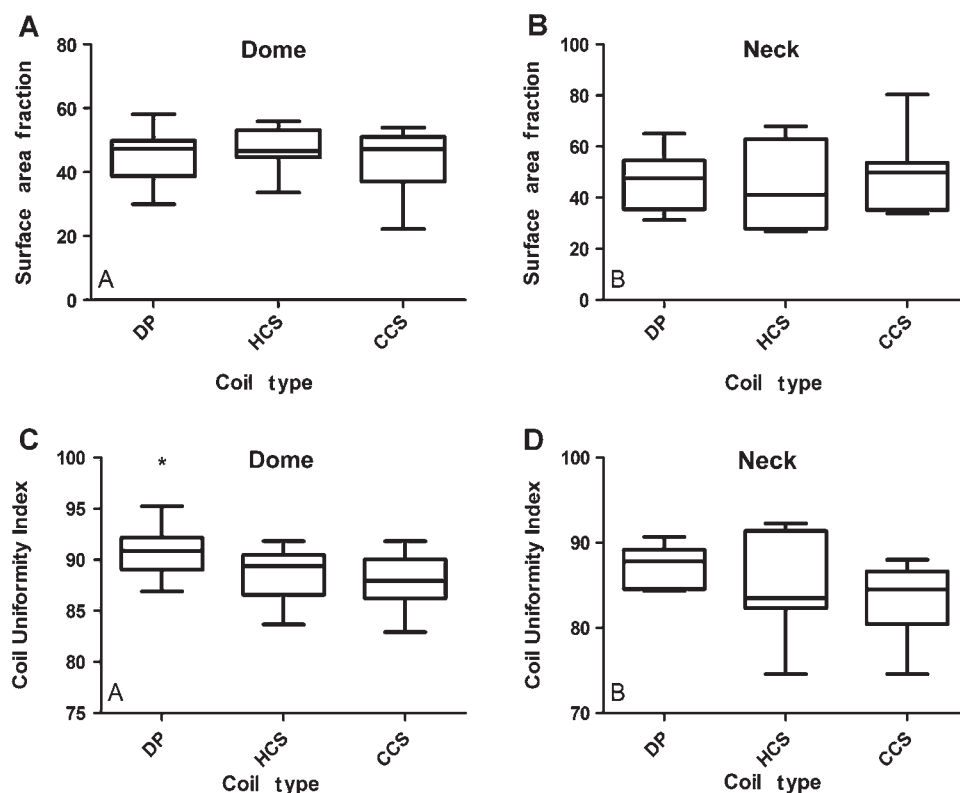 A
Dome
Surface area fraction
80
60
40
20
0
A
DP
HCS
CCS
Coil type
B
Neck
Surface area fraction
100
80
60
40
20
0
B
DP
HCS
CCS
Coil type
C
Dome
Coil Uniformity Index
100
95
90
85
80
75
*
A
DP
HCS
CCS
Coil type
D
Neck
Coil Uniformity Index
100
90
80
70
B
DP
HCS
CCS
Coil type